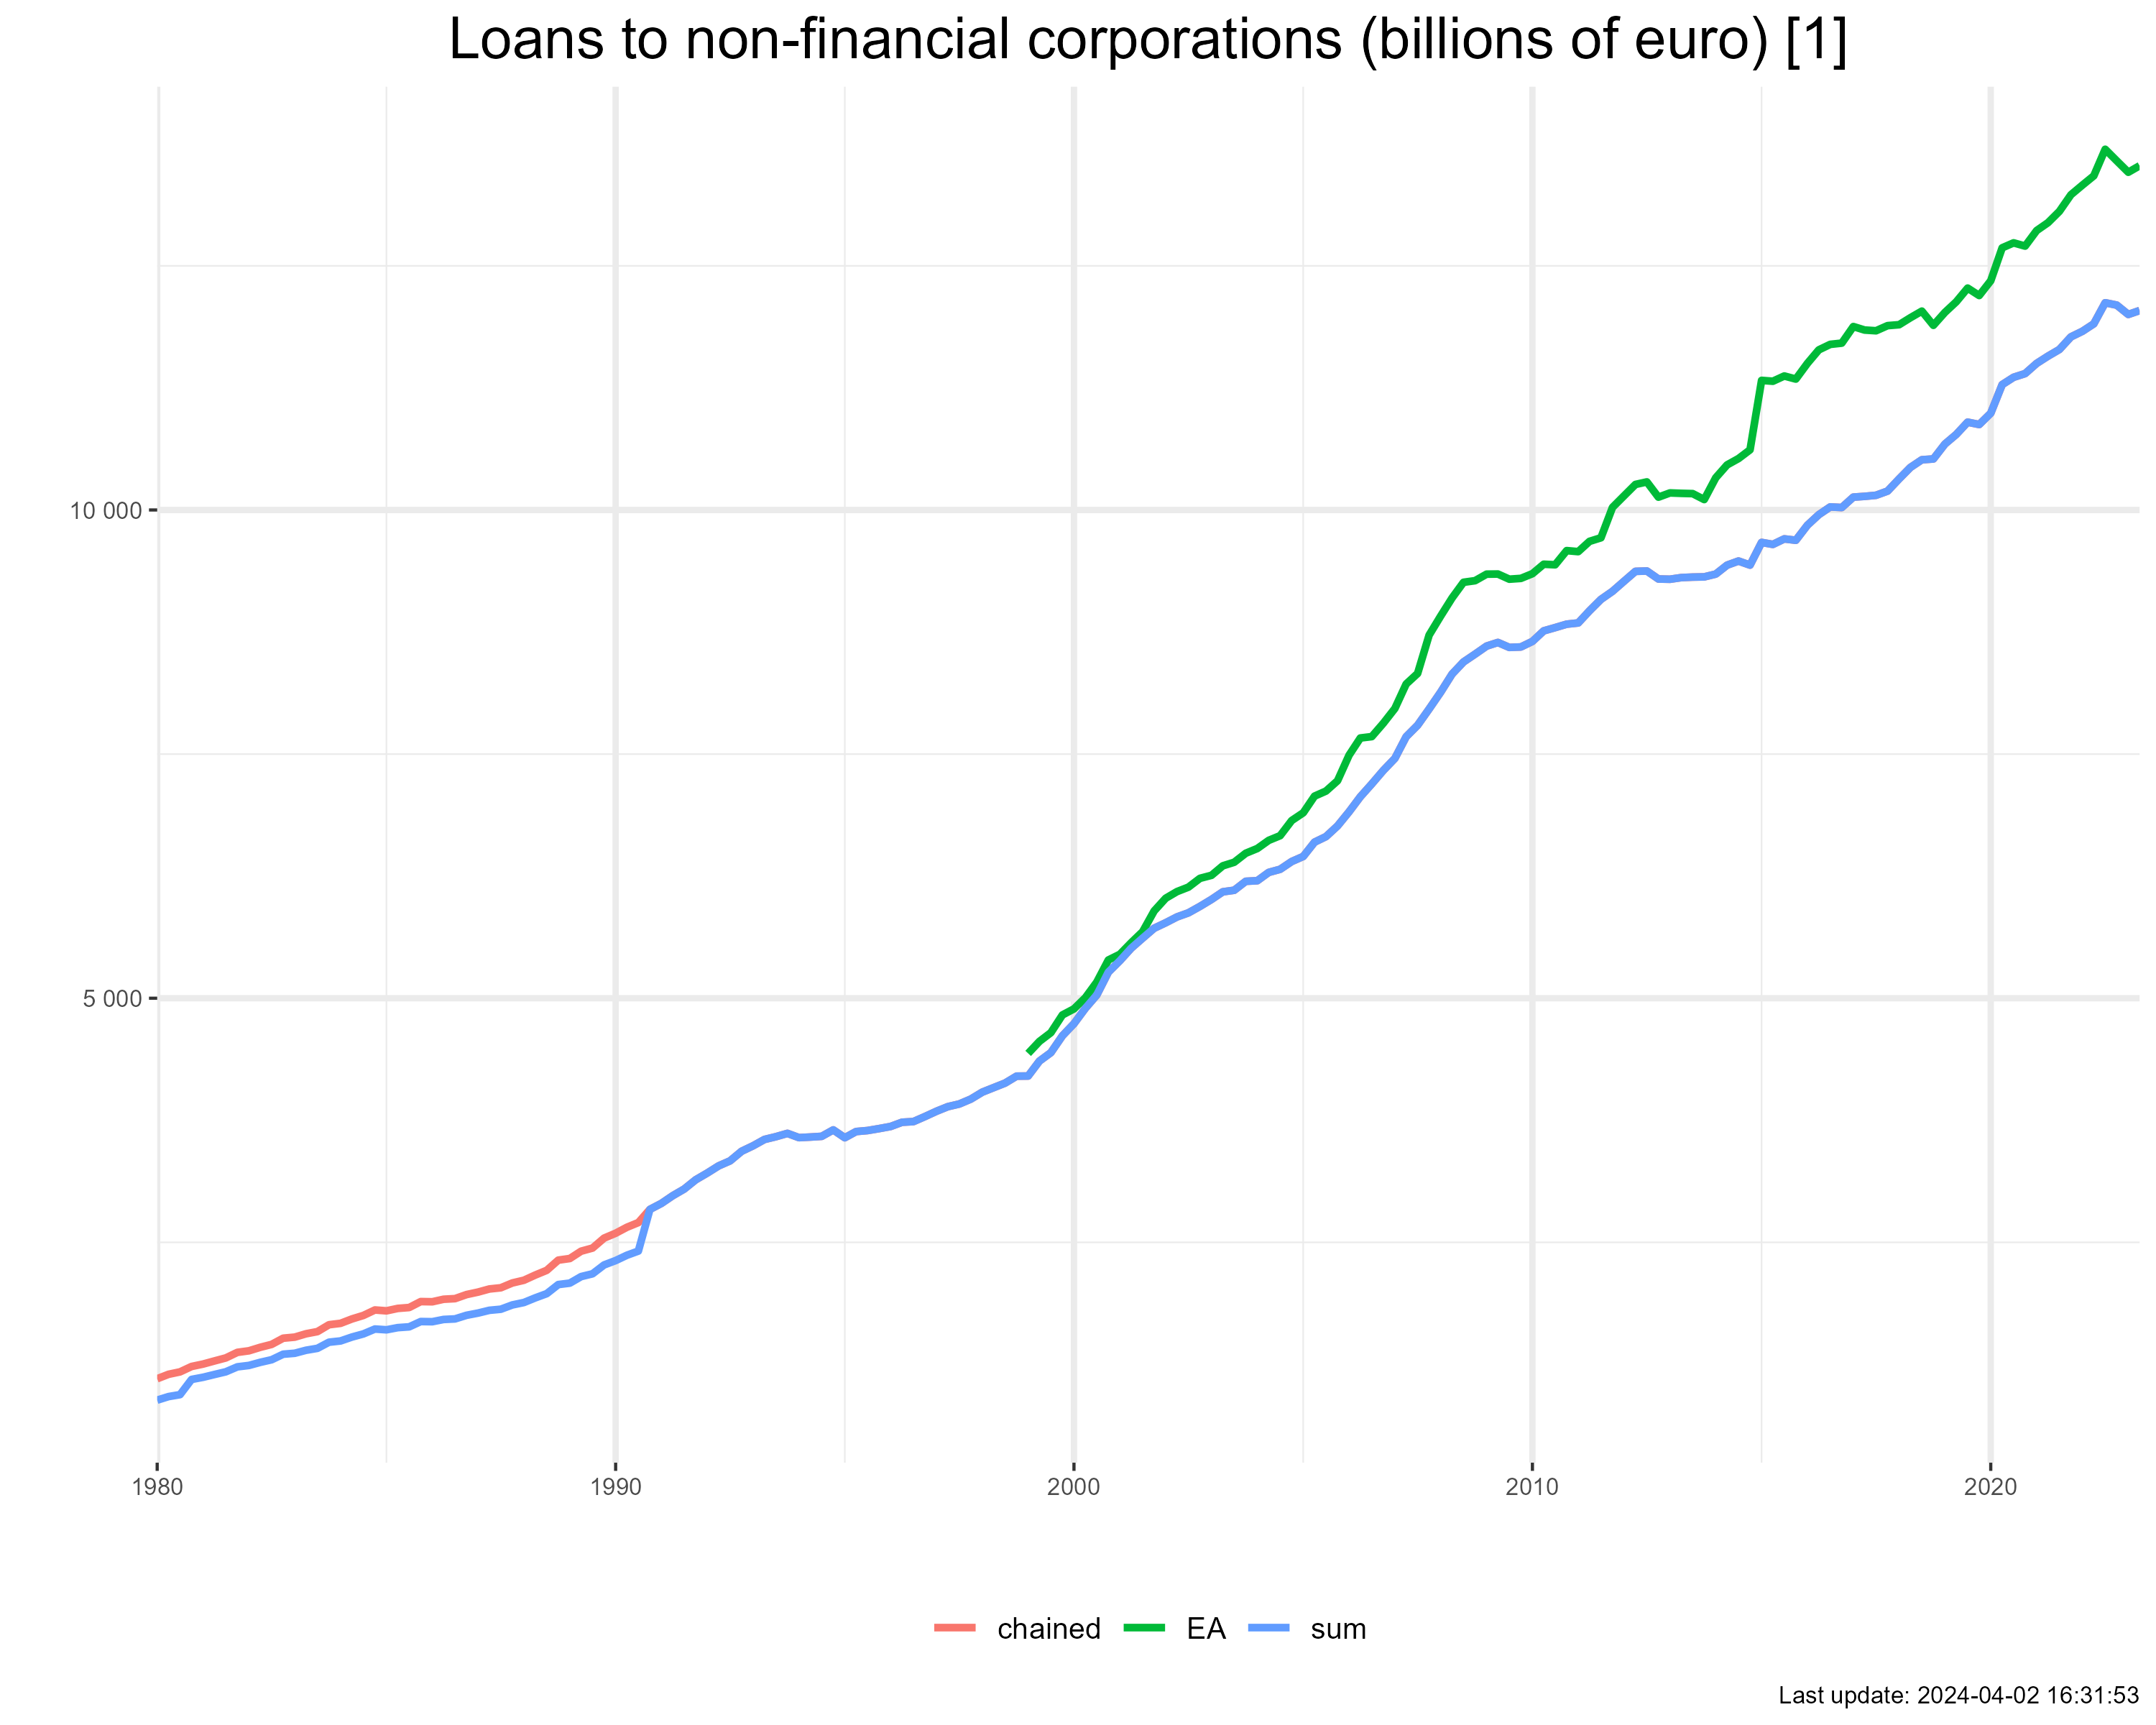 Loans to non-financial corporations (billions of euro) [1]
10 000
5 000
1980 1990 2000 2010 2020
chained EA sum
Last update: 2024-04-02 16:31:53